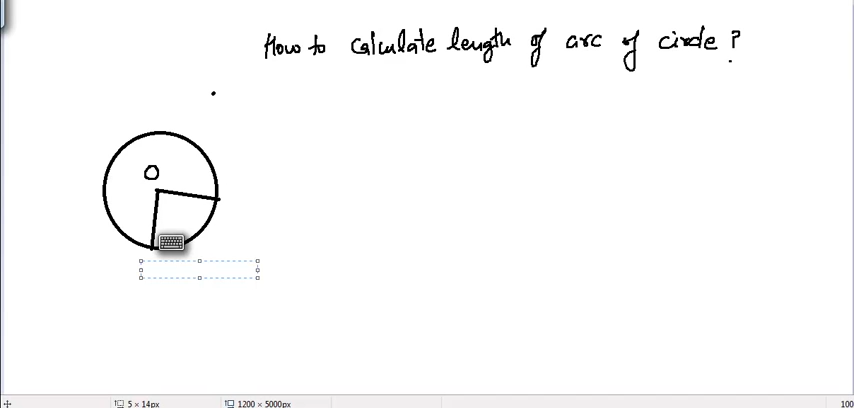 How to calculate length of arc of circle ?
O
5 × 14px 1200 × 5000px 100